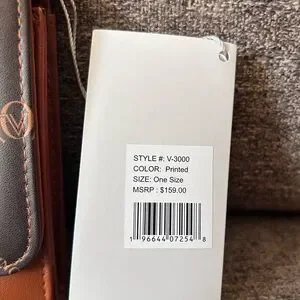 STYLE #: V-3000
COLOR: Printed
SIZE: One Size
MSRP : $159.00
1 96644 07254 8